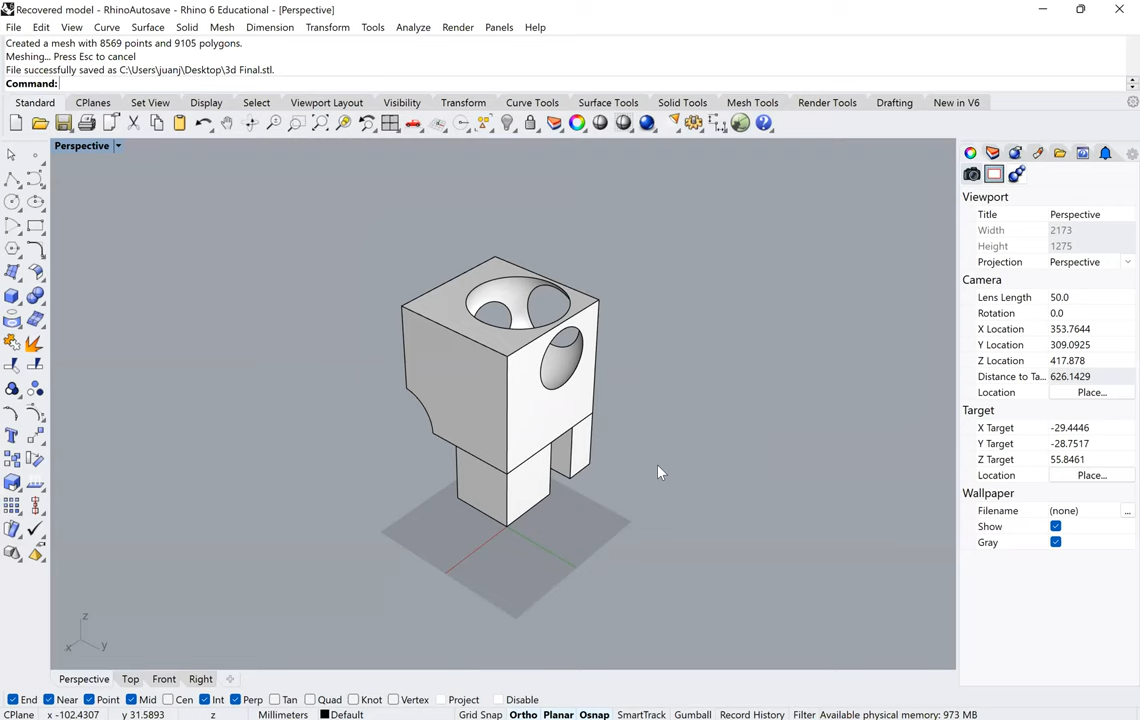 Recovered model - RhinoAutosave - Rhino 6 Educational - [Perspective]
File Edit View Curve Surface Solid Mesh Dimension Transform Tools Analyze Render Panels Help
Created a mesh with 8569 points and 9105 polygons.
Meshing... Press Esc to cancel
File successfully saved as C:\Users\juanj\Desktop\3d Final.stl.
Command:
Standard CPlanes Set View Display Select Viewport Layout Visibility Transform Curve Tools Surface Tools Solid Tools Mesh Tools Render Tools Drafting New in V6
Perspective
Viewport
Title Perspective
Width 2173
Height 1275
Projection Perspective
Camera
Lens Length 50.0
Rotation 0.0
X Location 353.7644
Y Location 309.0925
Z Location 417.878
Distance to Ta... 626.1429
Location Place...
Target
X Target -29.4446
Y Target -28.7517
Z Target 55.8461
Location Place...
Wallpaper
Filename (none) ...
Show
Gray
z
x y
Perspective Top Front Right
End Near Point Mid Cen Int Perp Tan Quad Knot Vertex Project Disable
CPlane x -102.4307 y 31.5893 z Millimeters Default Grid Snap Ortho Planar Osnap SmartTrack Gumball Record History Filter Available physical memory: 973 MB